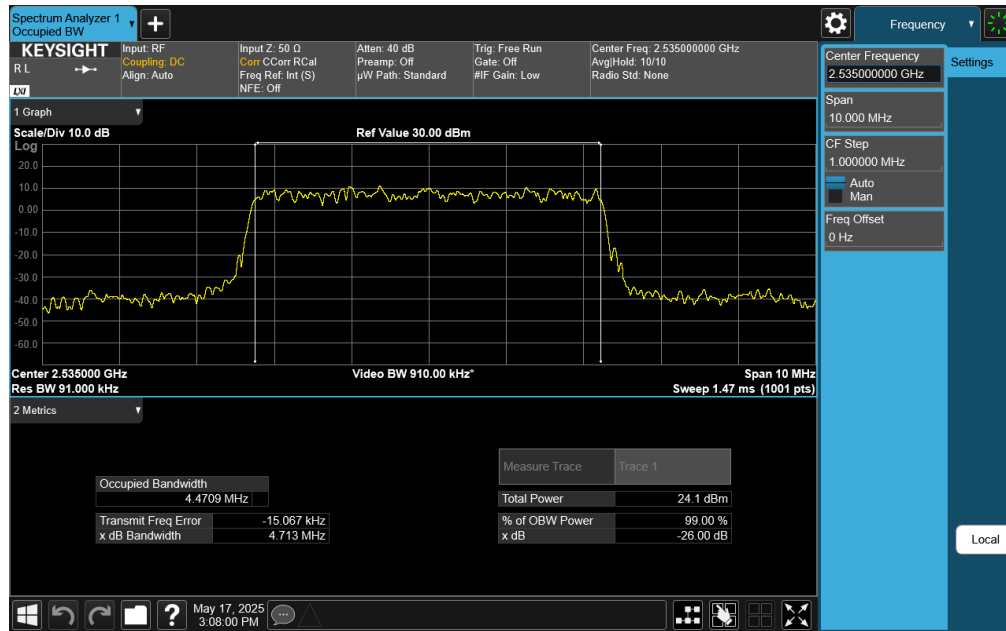 Spectrum Analyzer 1
Occupied BW
+
Frequency
KEYSIGHT
R L
LXI
Input: RF
Coupling: DC
Align: Auto
Input Z: 50 Ω
Corr CCorr RCal
Freq Ref: Int (S)
NFE: Off
Atten: 40 dB
Preamp: Off
µW Path: Standard
Trig: Free Run
Gate: Off
#IF Gain: Low
Center Freq: 2.535000000 GHz
Avg|Hold: 10/10
Radio Std: None
Center Frequency
2.535000000 GHz
Settings
Span
10.000 MHz
CF Step
1.000000 MHz
Auto
Man
Freq Offset
0 Hz
Local
1 Graph
Scale/Div 10.0 dB
Ref Value 30.00 dBm
Log
20.0
10.0
0.00
-10.0
-20.0
-30.0
-40.0
-50.0
-60.0
Center 2.535000 GHz
Video BW 910.00 kHz*
Span 10 MHz
Res BW 91.000 kHz
Sweep 1.47 ms (1001 pts)
2 Metrics
Measure Trace Trace 1
Occupied Bandwidth
4.4709 MHz
Total Power 24.1 dBm
Transmit Freq Error -15.067 kHz
% of OBW Power 99.00 %
x dB Bandwidth 4.713 MHz
x dB -26.00 dB
?
May 17, 2025
3:08:00 PM